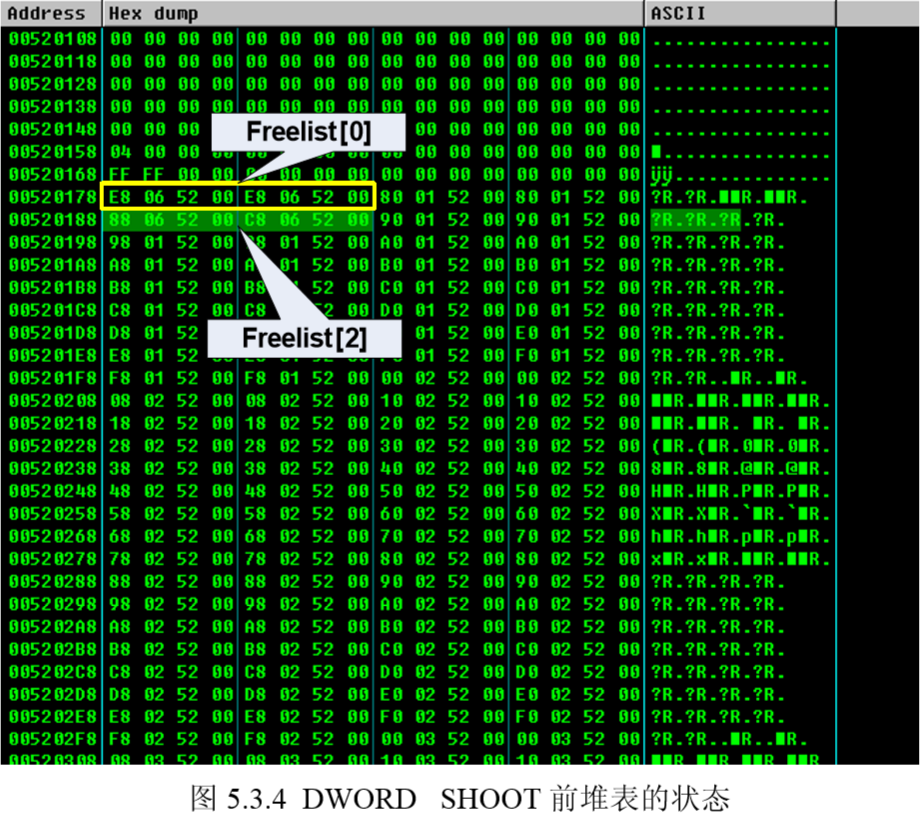 Address Hex dump ASCII
00520108 00 00 00 00 00 00 00 00 00 00 00 00 00 00 00 00 ................
00520118 00 00 00 00 00 00 00 00 00 00 00 00 00 00 00 00 ................
00520128 00 00 00 00 00 00 00 00 00 00 00 00 00 00 00 00 ................
00520138 00 00 00 00 00 00 00 00 00 00 00 00 00 00 00 00 ................
00520148 00 00 00 00 00 00 00 00 ................
Freelist[0]
00520158 04 00 00 00 00 00 00 00 00 00 00 ■...............
00520168 FF FF 00 00 00 00 00 00 00 00 00 00 00 00 00 ÿÿ..............
00520178 E8 06 52 00 E8 06 52 00 80 01 52 00 80 01 52 00 ?R.?R.■■R.■■R.
00520188 88 06 52 00 C8 06 52 00 90 01 52 00 90 01 52 00 ?R.?R.?R.?R.
00520198 98 01 52 00 98 01 52 00 A0 01 52 00 A0 01 52 00 ?R.?R.?R.?R.
005201A8 A8 01 52 00 01 52 00 B0 01 52 00 B0 01 52 00 ?R.?R.?R.?R.
005201B8 B8 01 52 00 B8 52 00 C0 01 52 00 C0 01 52 00 ?R.?R.?R.?R.
005201C8 C8 01 52 00 C8 52 00 D0 01 52 00 D0 01 52 00 ?R.?R.?R.?R.
005201D8 D8 01 52 01 52 00 E0 01 52 00 ?R.?R.?R.?R.
Freelist[2]
005201E8 E8 01 52 00 01 52 00 F0 01 52 00 ?R.?R.?R.?R.
005201F8 F8 01 52 00 F8 01 52 00 00 02 52 00 00 02 52 00 ?R.?R..■R..■R.
00520208 08 02 52 00 08 02 52 00 10 02 52 00 10 02 52 00 ■■R.■■R.■■R.■■R.
00520218 18 02 52 00 18 02 52 00 20 02 52 00 20 02 52 00 ■■R.■■R. ■R. ■R.
00520228 28 02 52 00 28 02 52 00 30 02 52 00 30 02 52 00 (■R.(■R.0■R.0■R.
00520238 38 02 52 00 38 02 52 00 40 02 52 00 40 02 52 00 8■R.8■R.@■R.@■R.
00520248 48 02 52 00 48 02 52 00 50 02 52 00 50 02 52 00 H■R.H■R.P■R.P■R.
00520258 58 02 52 00 58 02 52 00 60 02 52 00 60 02 52 00 X■R.X■R.`■R.`■R.
00520268 68 02 52 00 68 02 52 00 70 02 52 00 70 02 52 00 h■R.h■R.p■R.p■R.
00520278 78 02 52 00 78 02 52 00 80 02 52 00 80 02 52 00 x■R.x■R.■■R.■■R.
00520288 88 02 52 00 88 02 52 00 90 02 52 00 90 02 52 00 ?R.?R.?R.?R.
00520298 98 02 52 00 98 02 52 00 A0 02 52 00 A0 02 52 00 ?R.?R.?R.?R.
005202A8 A8 02 52 00 A8 02 52 00 B0 02 52 00 B0 02 52 00 ?R.?R.?R.?R.
005202B8 B8 02 52 00 B8 02 52 00 C0 02 52 00 C0 02 52 00 ?R.?R.?R.?R.
005202C8 C8 02 52 00 C8 02 52 00 D0 02 52 00 D0 02 52 00 ?R.?R.?R.?R.
005202D8 D8 02 52 00 D8 02 52 00 E0 02 52 00 E0 02 52 00 ?R.?R.?R.?R.
005202E8 E8 02 52 00 E8 02 52 00 F0 02 52 00 F0 02 52 00 ?R.?R.?R.?R.
005202F8 F8 02 52 00 F8 02 52 00 00 03 52 00 00 03 52 00 ?R.?R..■R..■R.
00520308 08 03 52 00 08 03 52 00 10 03 52 00 10 03 52 00 ■■R.■■R.■■R.■■R.
图 5.3.4 DWORD SHOOT 前堆表的状态